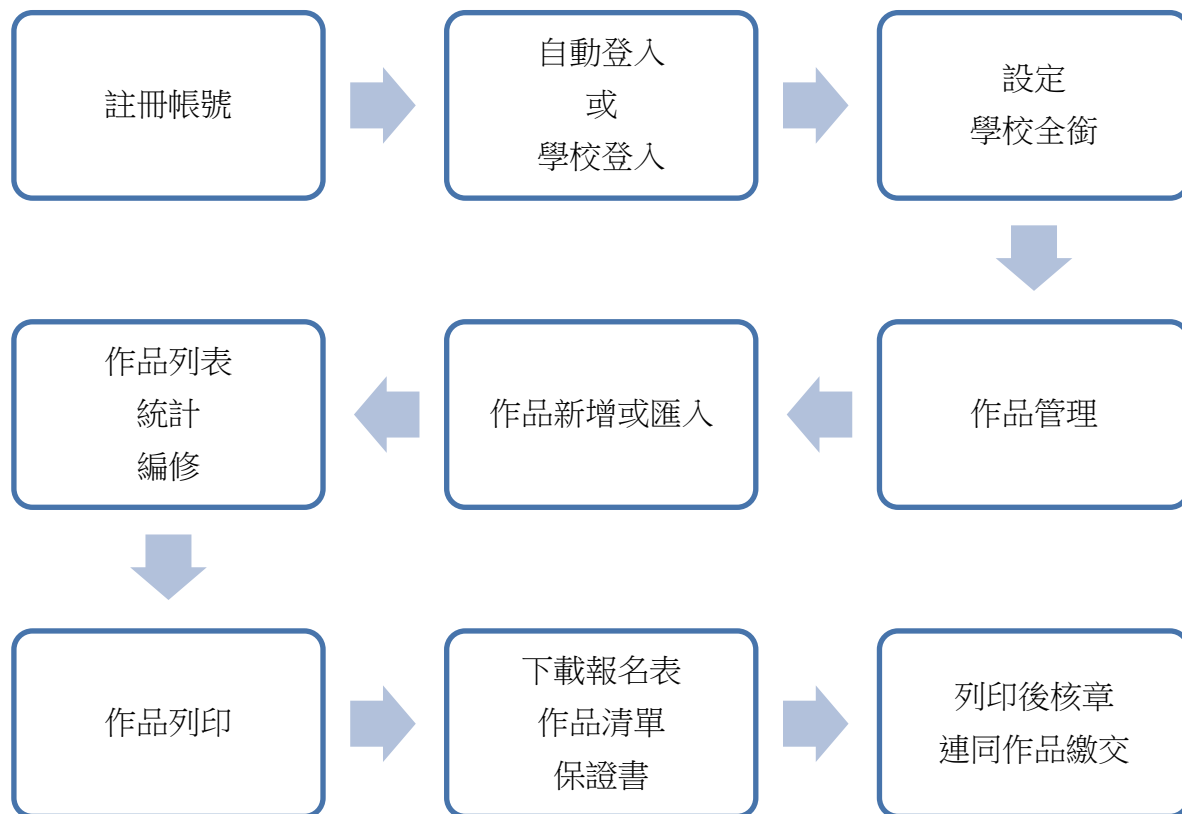 註冊帳號
自動登入
或
學校登入
設定
學校全銜
作品管理
作品新增或匯入
作品列表
統計
編修
作品列印
下載報名表
作品清單
保證書
列印後核章
連同作品繳交